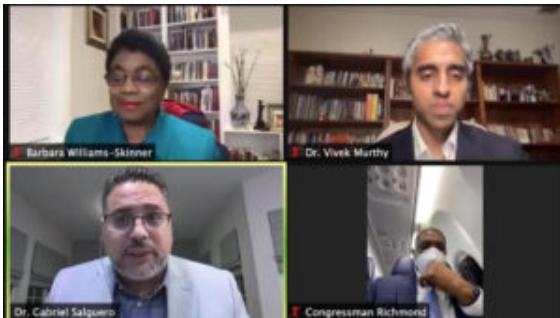 Barbara Williams-Skinner
Dr. Vivek Murthy
Dr. Gabriel Salguero
Congressman Richmond